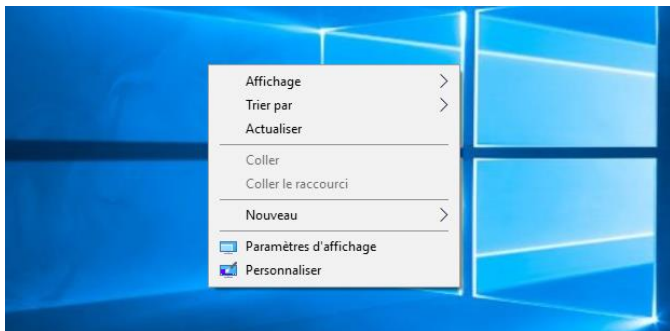 Affichage
Trier par
Actualiser
Coller
Coller le raccourci
Nouveau
Paramètres d'affichage
Personnaliser